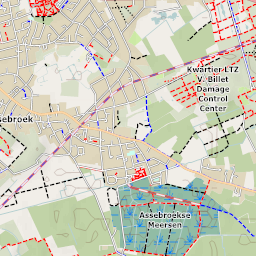 Kwartier LTZ
V. Billet
Damage
Control
Center
sebroek
Assebroekse
Meersen